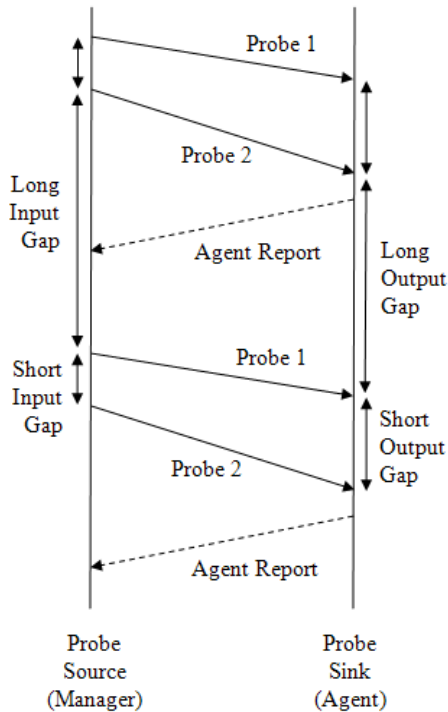 Probe 1
Probe 2
Long
Input
Gap
Agent Report
Long
Output
Gap
Probe 1
Short
Input
Gap
Short
Output
Gap
Probe 2
Agent Report
Probe
Source
(Manager)
Probe
Sink
(Agent)